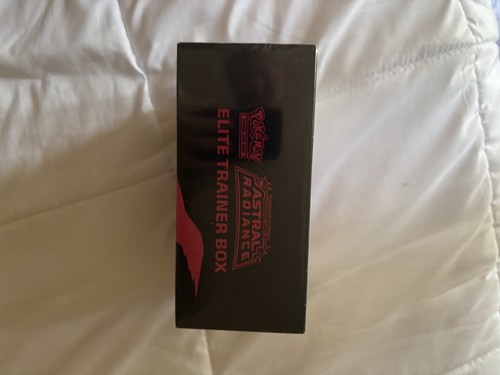 POKÉMON
ASTRAL
RADIANCE
ELITE TRAINER BOX